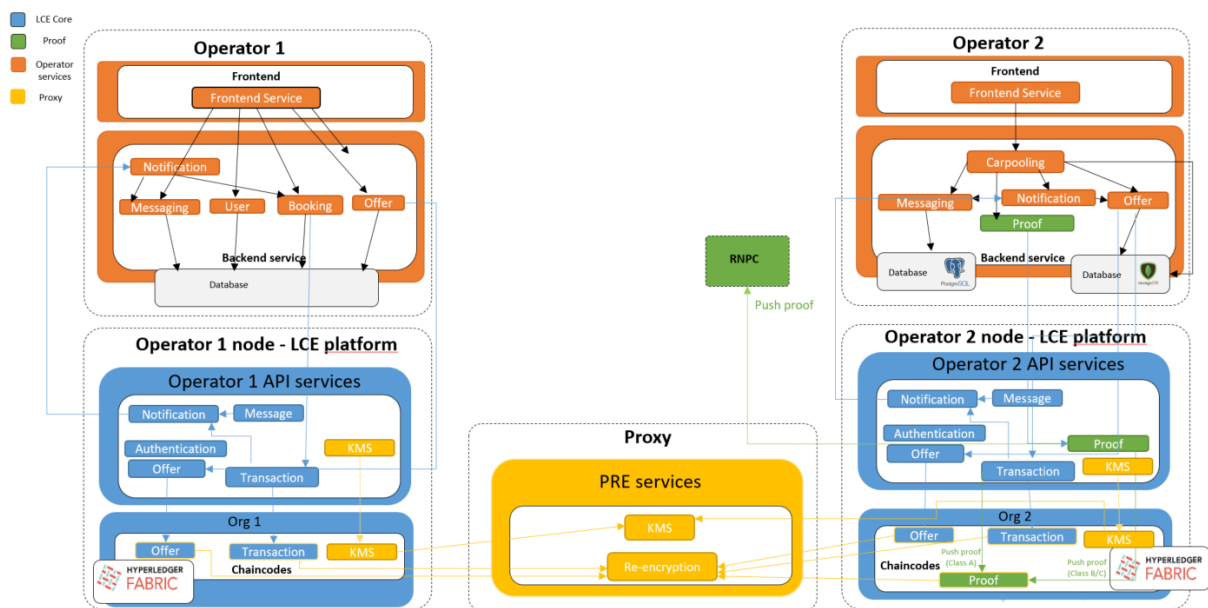 LCE Core
Proof
Operator
services
Proxy
Operator 1
Frontend
Frontend Service
Notification
Messaging
User
Booking
Offer
Backend service
Database
Operator 1 node - LCE platform
Operator 1 API services
Notification
Message
Authentication
KMS
Offer
Transaction
Org 1
Offer
Transaction
KMS
Chaincodes
HYPERLEDGER
FABRIC
RNPC
Push proof
Proxy
PRE services
KMS
Re-encryption
Operator 2
Frontend
Frontend Service
Carpooling
Messaging
Notification
Offer
Proof
Backend service
Database
PostgreSQL
Database
Operator 2 node - LCE platform
Operator 2 API services
Notification
Message
Authentication
Proof
Offer
KMS
Transaction
Org 2
Offer
Transaction
KMS
Push proof
(Class A)
Push proof
(Class B/C)
Chaincodes
Proof
HYPERLEDGER
FABRIC